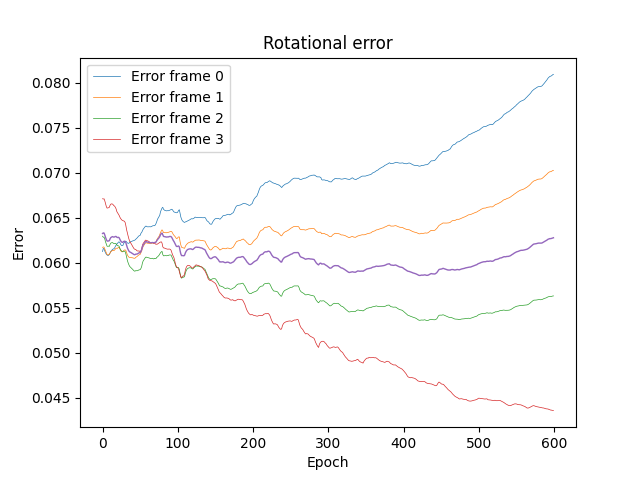 Rotational error
Error frame 0
Error frame 1
Error frame 2
Error frame 3
Error
0.080
0.075
0.070
0.065
0.060
0.055
0.050
0.045
0 100 200 300 400 500 600
Epoch